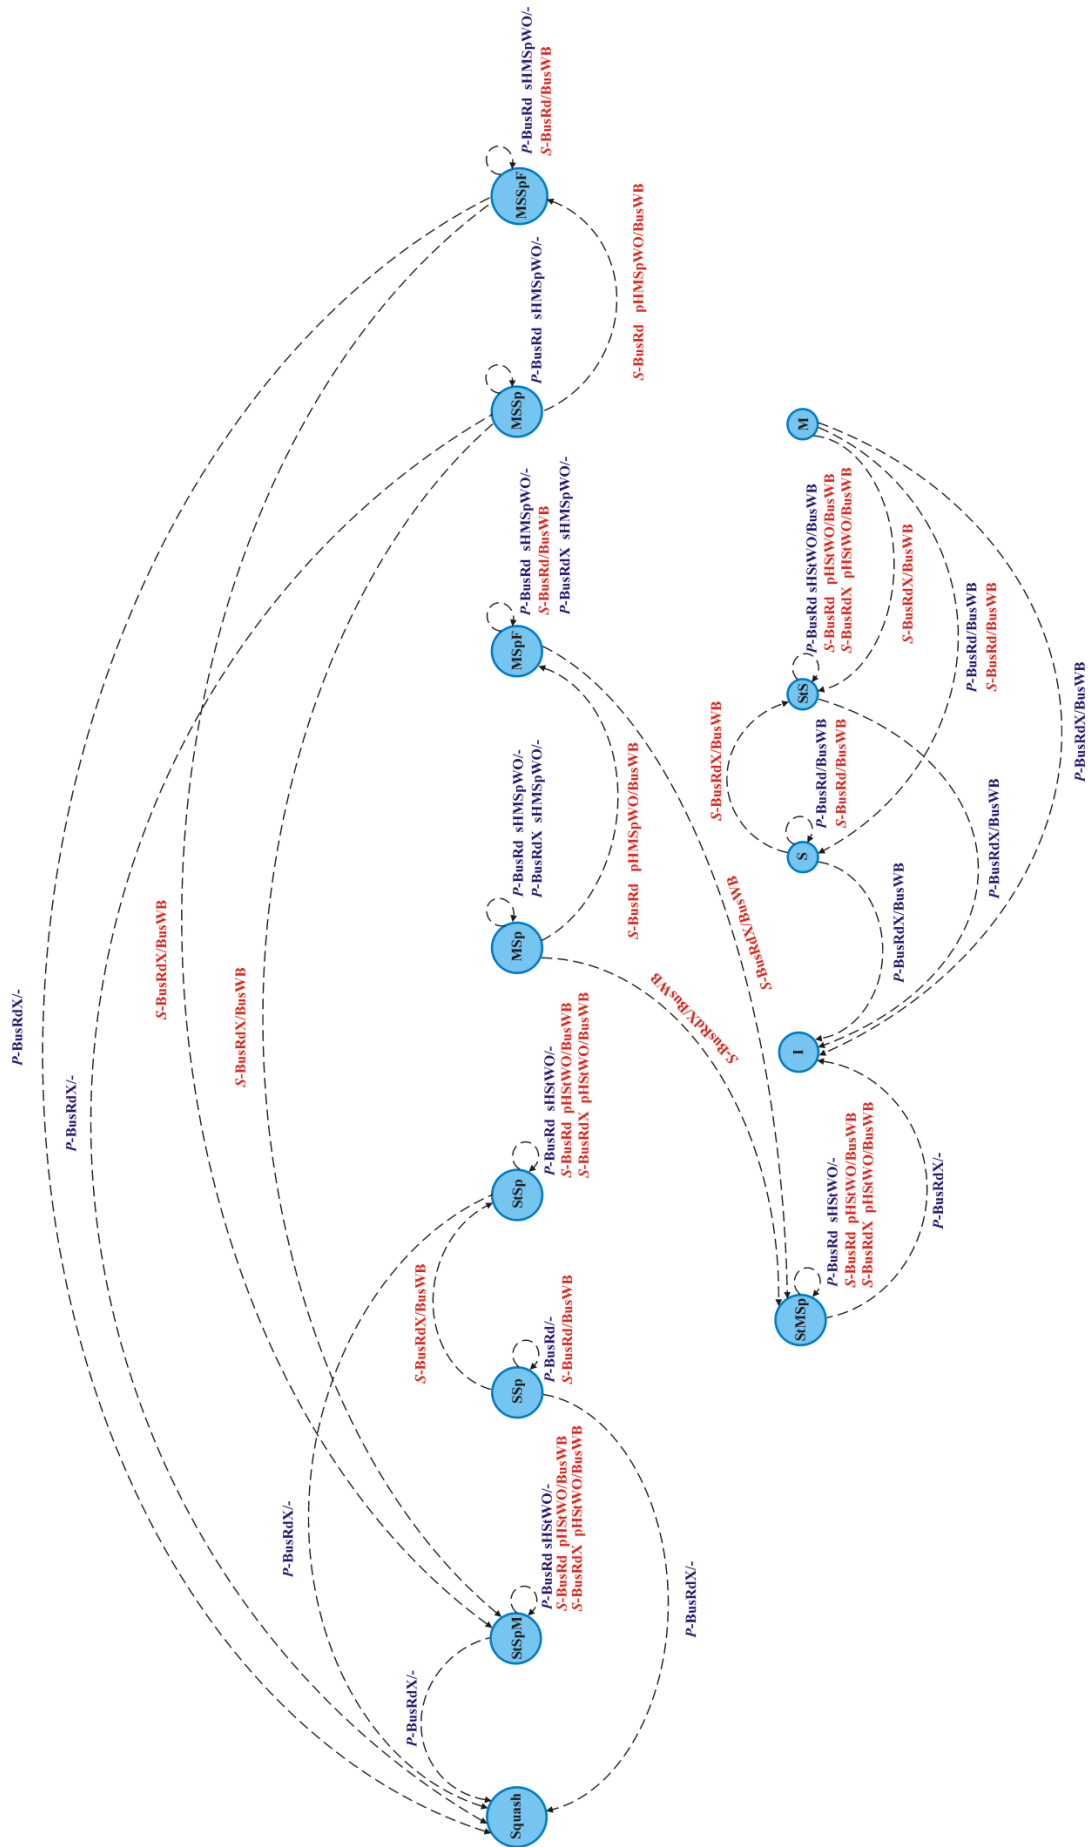 P-BusRdX/-
P-BusRdX/-
S-BusRdX/BusWB
S-BusRdX/BusWB
P-BusRdX/-
P-BusRdX/-
S-BusRdX/BusWB
Squash
StSpM
P-BusRd sHStWO/-
S-BusRd pHStWO/BusWB
S-BusRdX pHStWO/BusWB
SSp
P-BusRd/-
S-BusRd/BusWB
StSp
P-BusRd sHStWO/-
S-BusRd pHStWO/BusWB
S-BusRdX pHStWO/BusWB
MSp
P-BusRd sHMSpWO/-
P-BusRdX sHMSpWO/-
MSpF
P-BusRd sHMSpWO/-
S-BusRd/BusWB
P-BusRdX sHMSpWO/-
MSSp
P-BusRd sHMSpWO/-
MSSpF
P-BusRd sHMSpWO/-
S-BusRd/BusWB
P-BusRdX/-
S-BusRd pHMSpWO/BusWB
S-BusRd pHMSpWO/BusWB
S-BusRdX/BusWB
S-BusRdX/BusWB
S-BusRdX/BusWB
StMSp
P-BusRd sHStWO/-
S-BusRd pHStWO/BusWB
S-BusRdX pHStWO/BusWB
I
S
P-BusRd/BusWB
S-BusRd/BusWB
StS
P-BusRd sHStWO/BusWB
S-BusRd pHStWO/BusWB
S-BusRdX pHStWO/BusWB
M
P-BusRdX/-
P-BusRdX/BusWB
S-BusRdX/BusWB
P-BusRd/BusWB
S-BusRd/BusWB
P-BusRdX/BusWB
P-BusRdX/BusWB